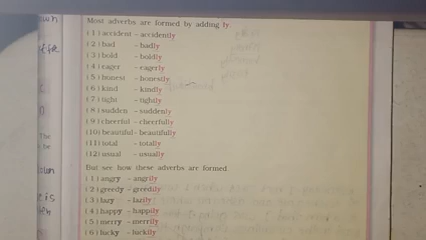 Most adverbs are formed by adding ly.
(1) accident - accidently
(2) bad - badly
(3) bold - boldly
(4) eager - eagerly
(5) honest - honestly
(6) kind - kindly
(7) tight - tightly
(8) sudden - suddenly
(9) cheerful - cheerfully
(10) beautiful - beautifully
(11) total - totally
(12) usual - usually
But see how these adverbs are formed.
(1) angry - angrily
(2) greedy - greedily
(3) lazy - lazily
(4) happy - happily
(5) merry - merrily
(6) lucky - luckily